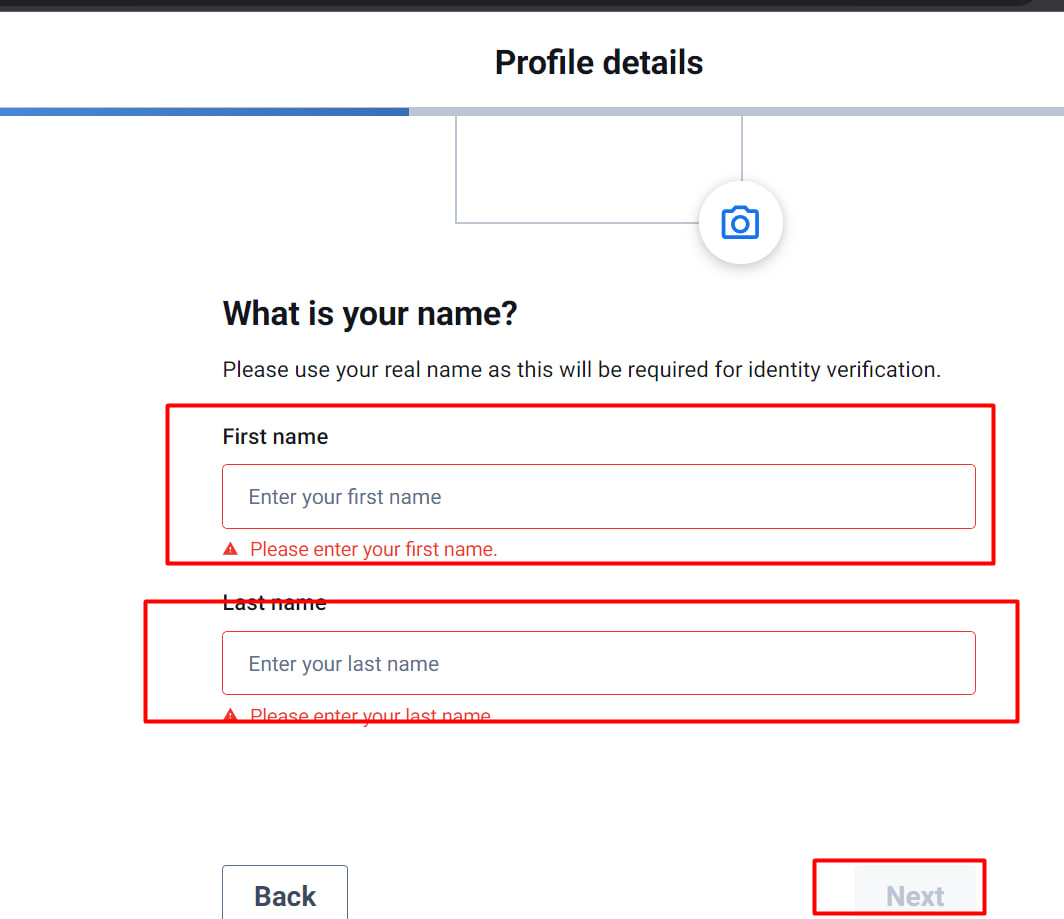 Profile details
What is your name?
Please use your real name as this will be required for identity verification.
First name
Enter your first name
Please enter your first name.
Last name
Enter your last name
Please enter your last name.
Back
Next